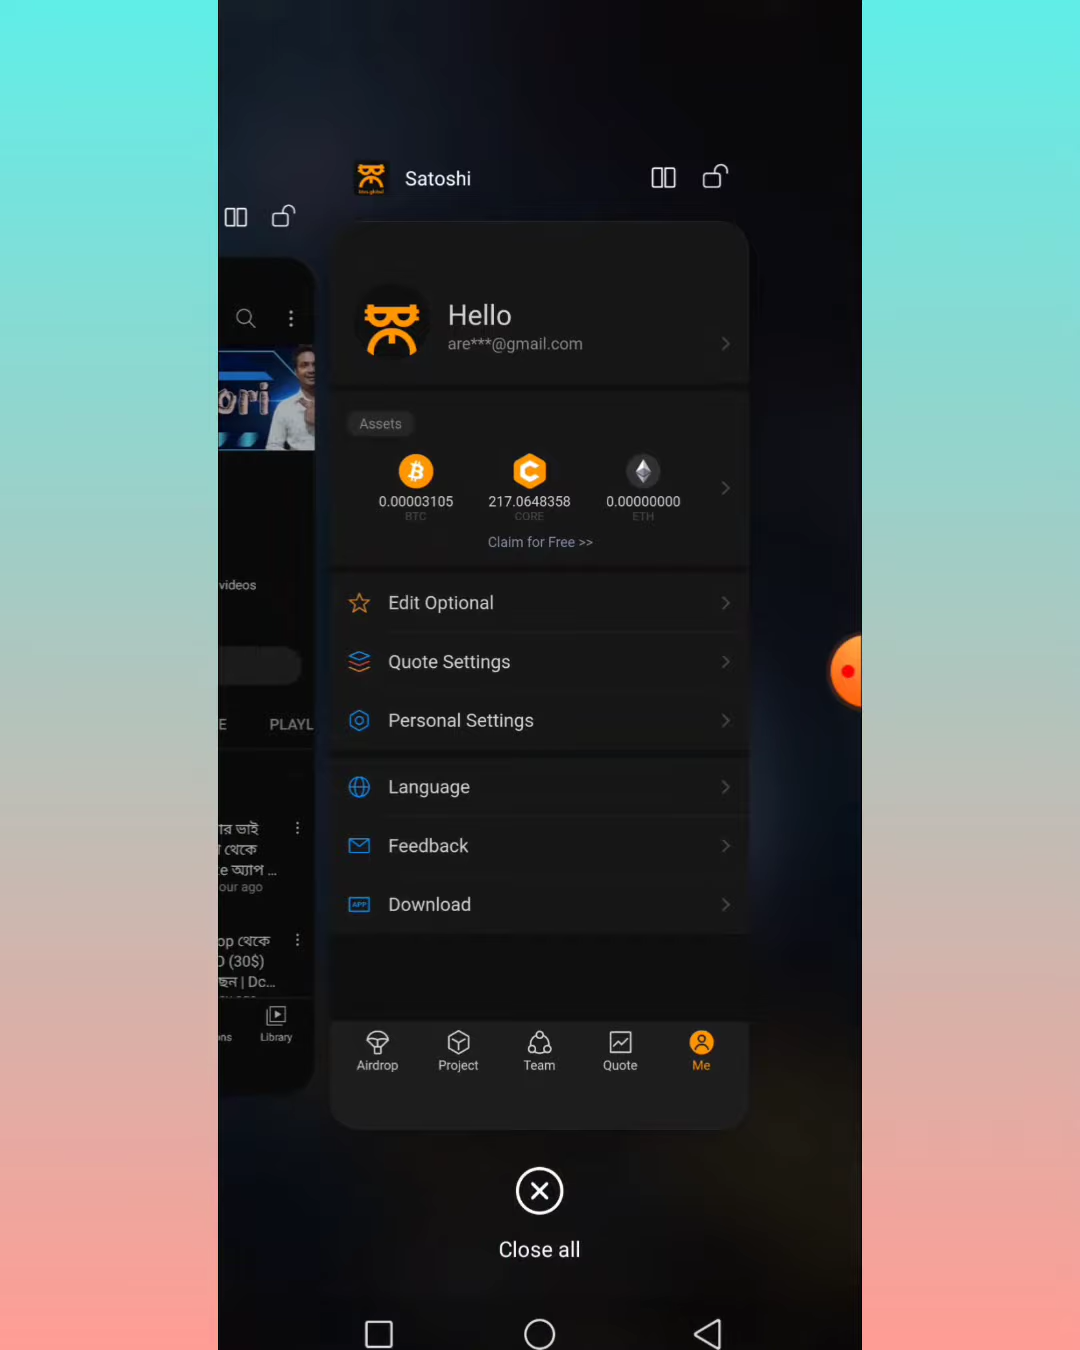 Satoshi
Hello
are***@gmail.com
Assets
0.00003105
BTC
217.0648358
CORE
0.00000000
ETH
Claim for Free >>
Edit Optional
Quote Settings
Personal Settings
Language
Feedback
Download
Airdrop
Project
Team
Quote
Me
ori
videos
E
PLAYL
ার ভাই
থেকে
e অ্যাপ ...
our ago
op থেকে
O (30$)
ছেন | Dc...
ns
Library
Close all